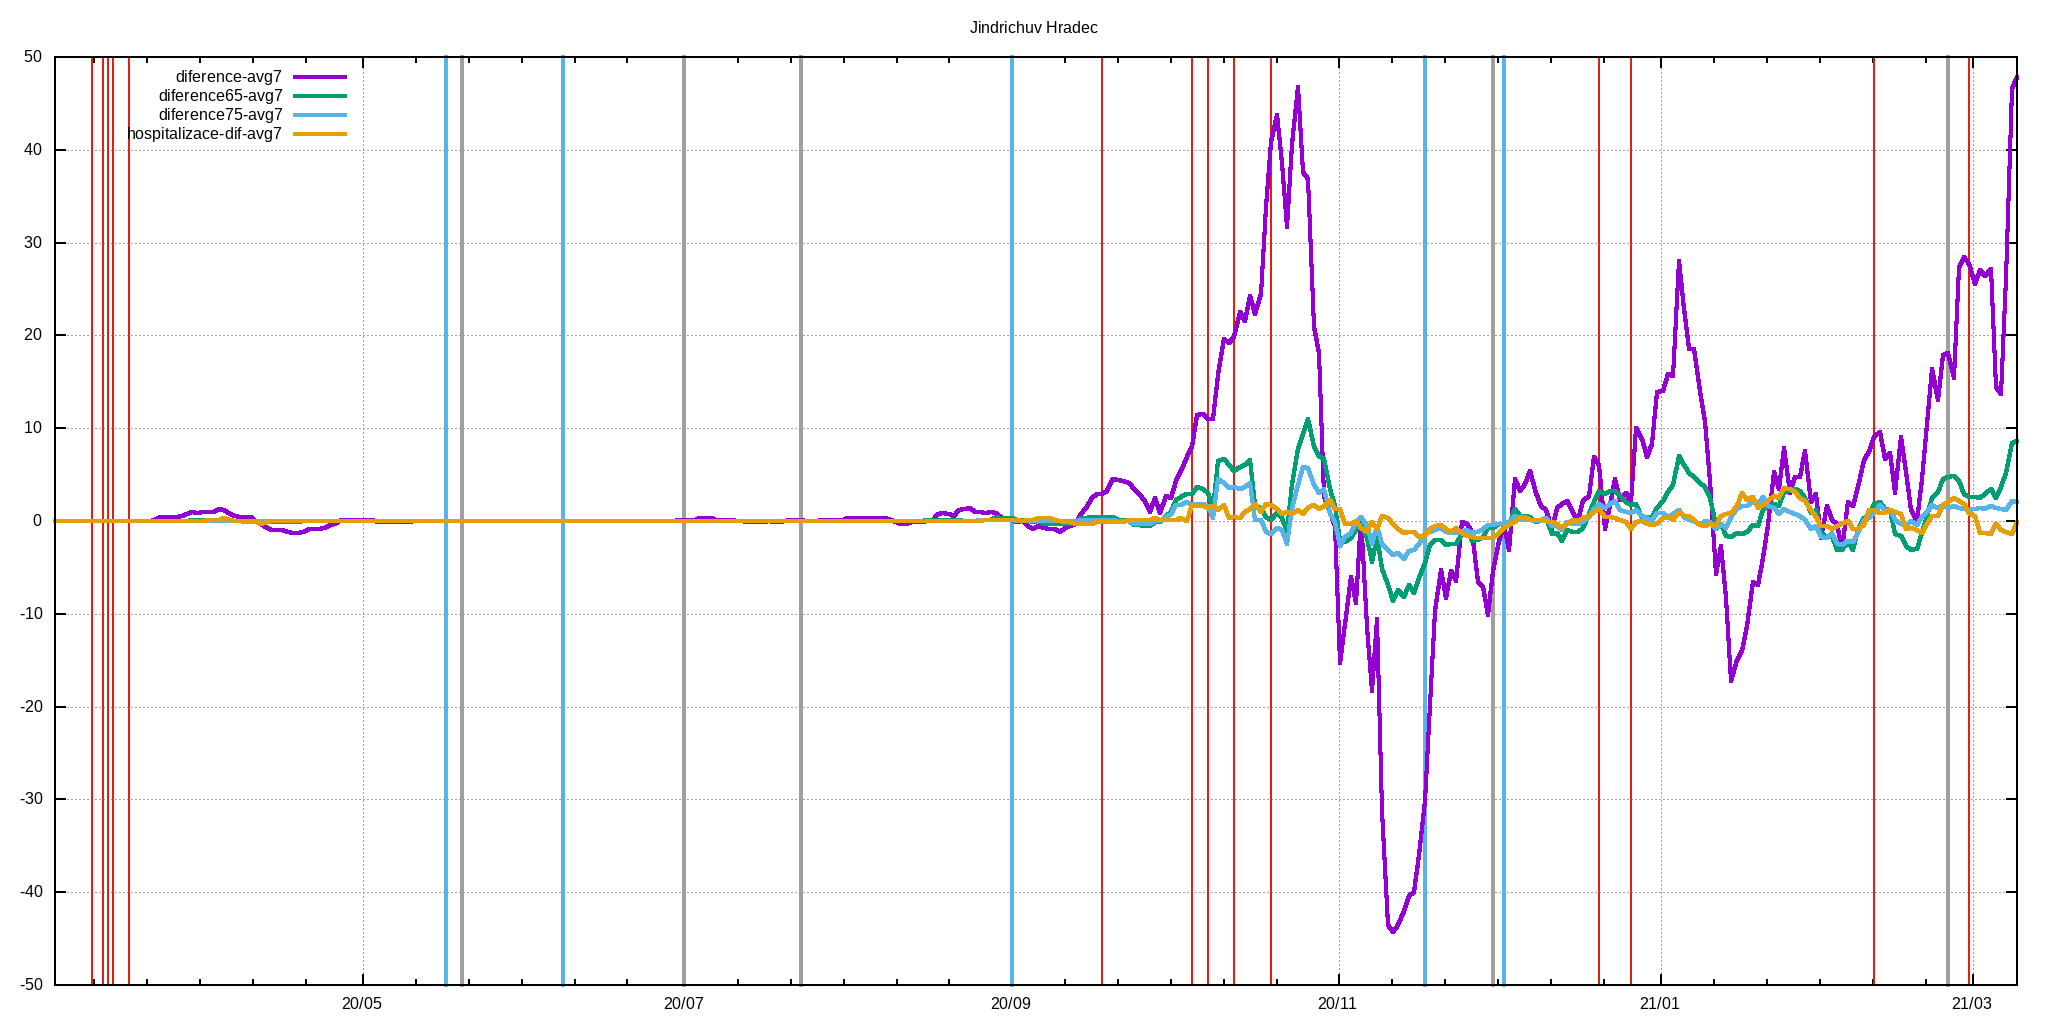 Jindrichuv Hradec
diference-avg7
diference65-avg7
diference75-avg7
hospitalizace-dif-avg7
50
40
30
20
10
0
-10
-20
-30
-40
-50
20/05 20/07 20/09 20/11 21/01 21/03